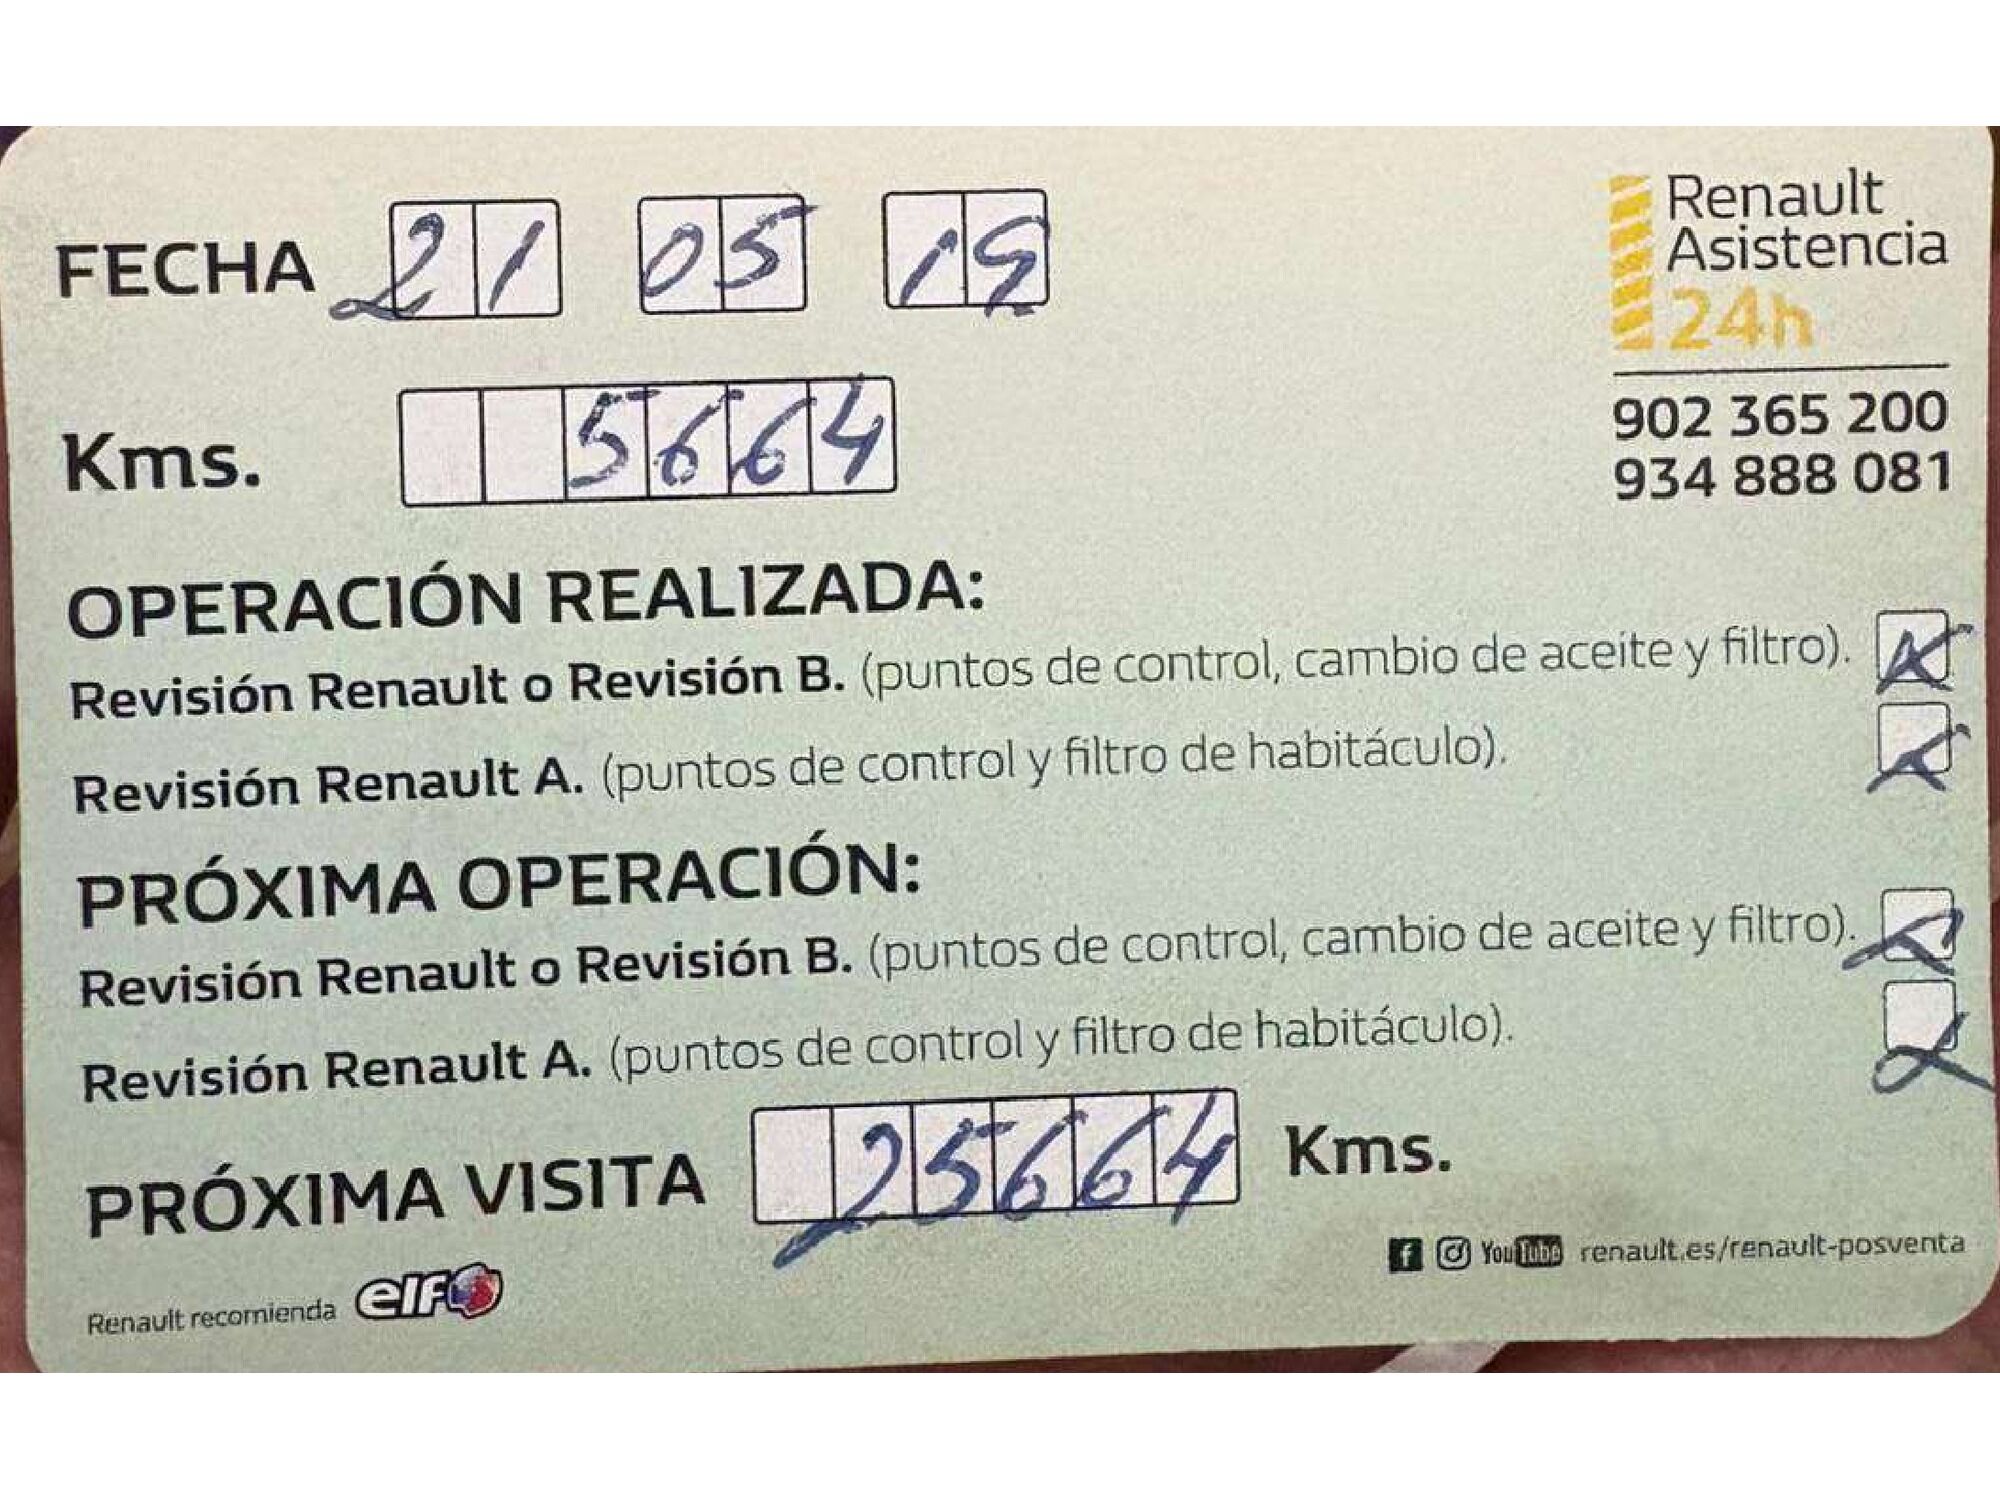 Renault
Asistencia
24h
902 365 200
934 888 081
FECHA 21 05 19
Kms. 5664
OPERACIÓN REALIZADA:
Revisión Renault o Revisión B. (puntos de control, cambio de aceite y filtro). X
Revisión Renault A. (puntos de control y filtro de habitáculo). X
PRÓXIMA OPERACIÓN:
Revisión Renault o Revisión B. (puntos de control, cambio de aceite y filtro). X
Revisión Renault A. (puntos de control y filtro de habitáculo). X
PRÓXIMA VISITA 25664 Kms.
Renault recomienda elf
f YouTube renault.es/renault-posventa